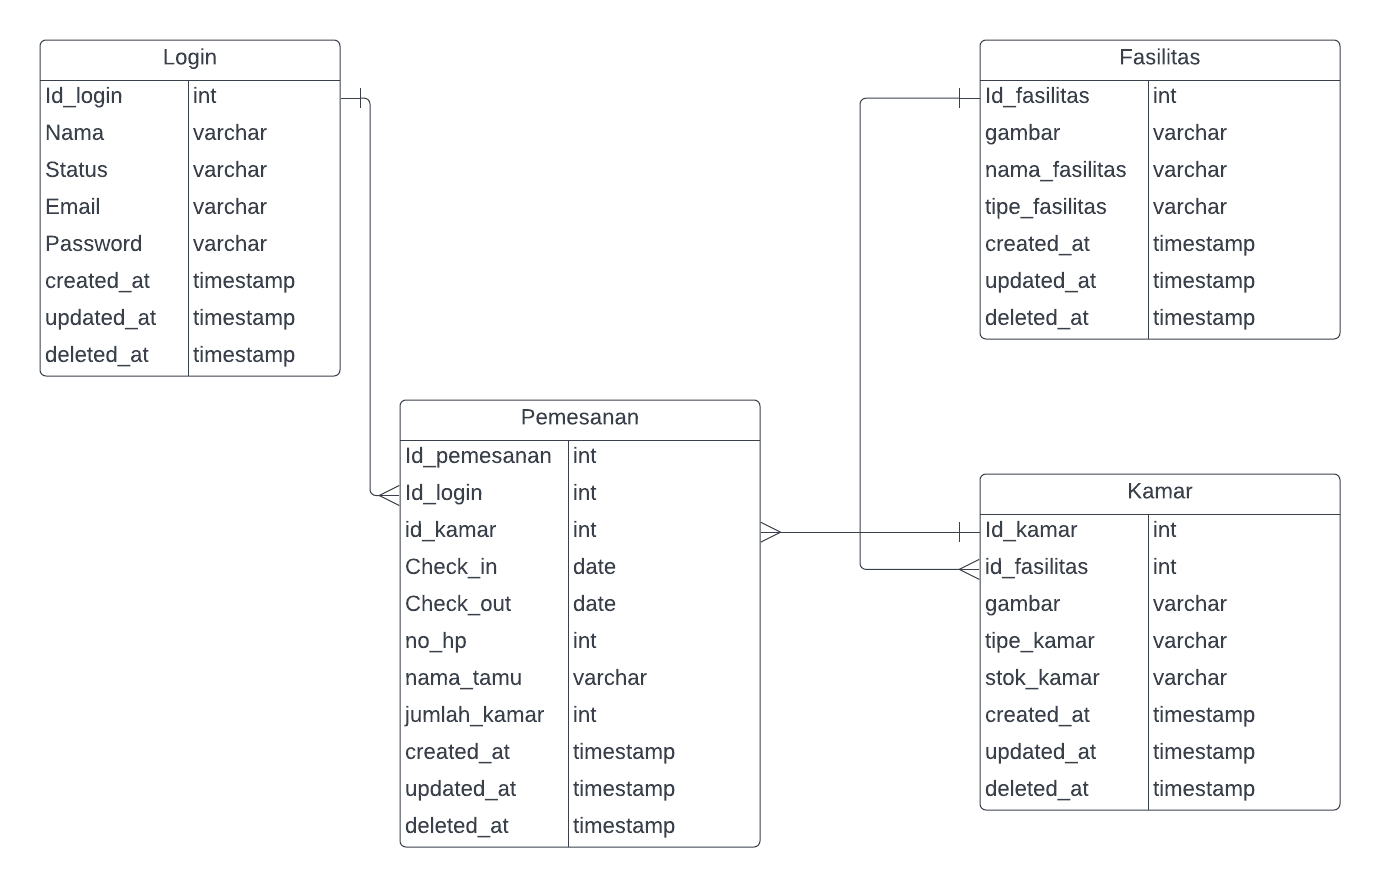 Login
Id_login int
Nama varchar
Status varchar
Email varchar
Password varchar
created_at timestamp
updated_at timestamp
deleted_at timestamp
Pemesanan
Id_pemesanan int
Id_login int
id_kamar int
Check_in date
Check_out date
no_hp int
nama_tamu varchar
jumlah_kamar int
created_at timestamp
updated_at timestamp
deleted_at timestamp
Fasilitas
Id_fasilitas int
gambar varchar
nama_fasilitas varchar
tipe_fasilitas varchar
created_at timestamp
updated_at timestamp
deleted_at timestamp
Kamar
Id_kamar int
id_fasilitas int
gambar varchar
tipe_kamar varchar
stok_kamar varchar
created_at timestamp
updated_at timestamp
deleted_at timestamp